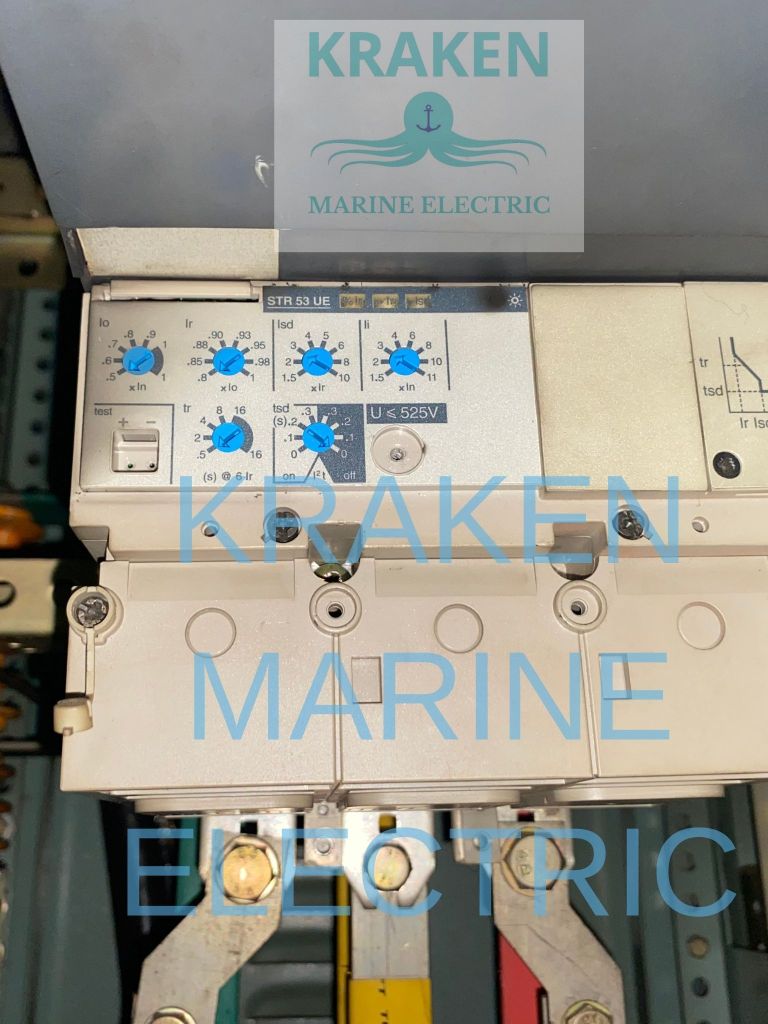 KRAKEN
MARINE ELECTRIC
STR 53 UE %Ir >Ir >Isd
Io Ir Isd Ii
.5 .6 .7 .8 .9 1
x In
.8 .85 .88 .90 .93 .95 .98 1
x Io
1.5 2 3 4 5 6 8 10
x Ir
1.5 2 3 4 6 8 10 11
x In
test
+ −
tr
.5 2 4 8 16 16
(s) @ 6 Ir
tsd
(s)
0 .1 .2 .3 .3 .2 .1 0
on I²t off
U ≤ 525V
tr
tsd
Ir Isd
KRAKEN
MARINE
ELECTRIC